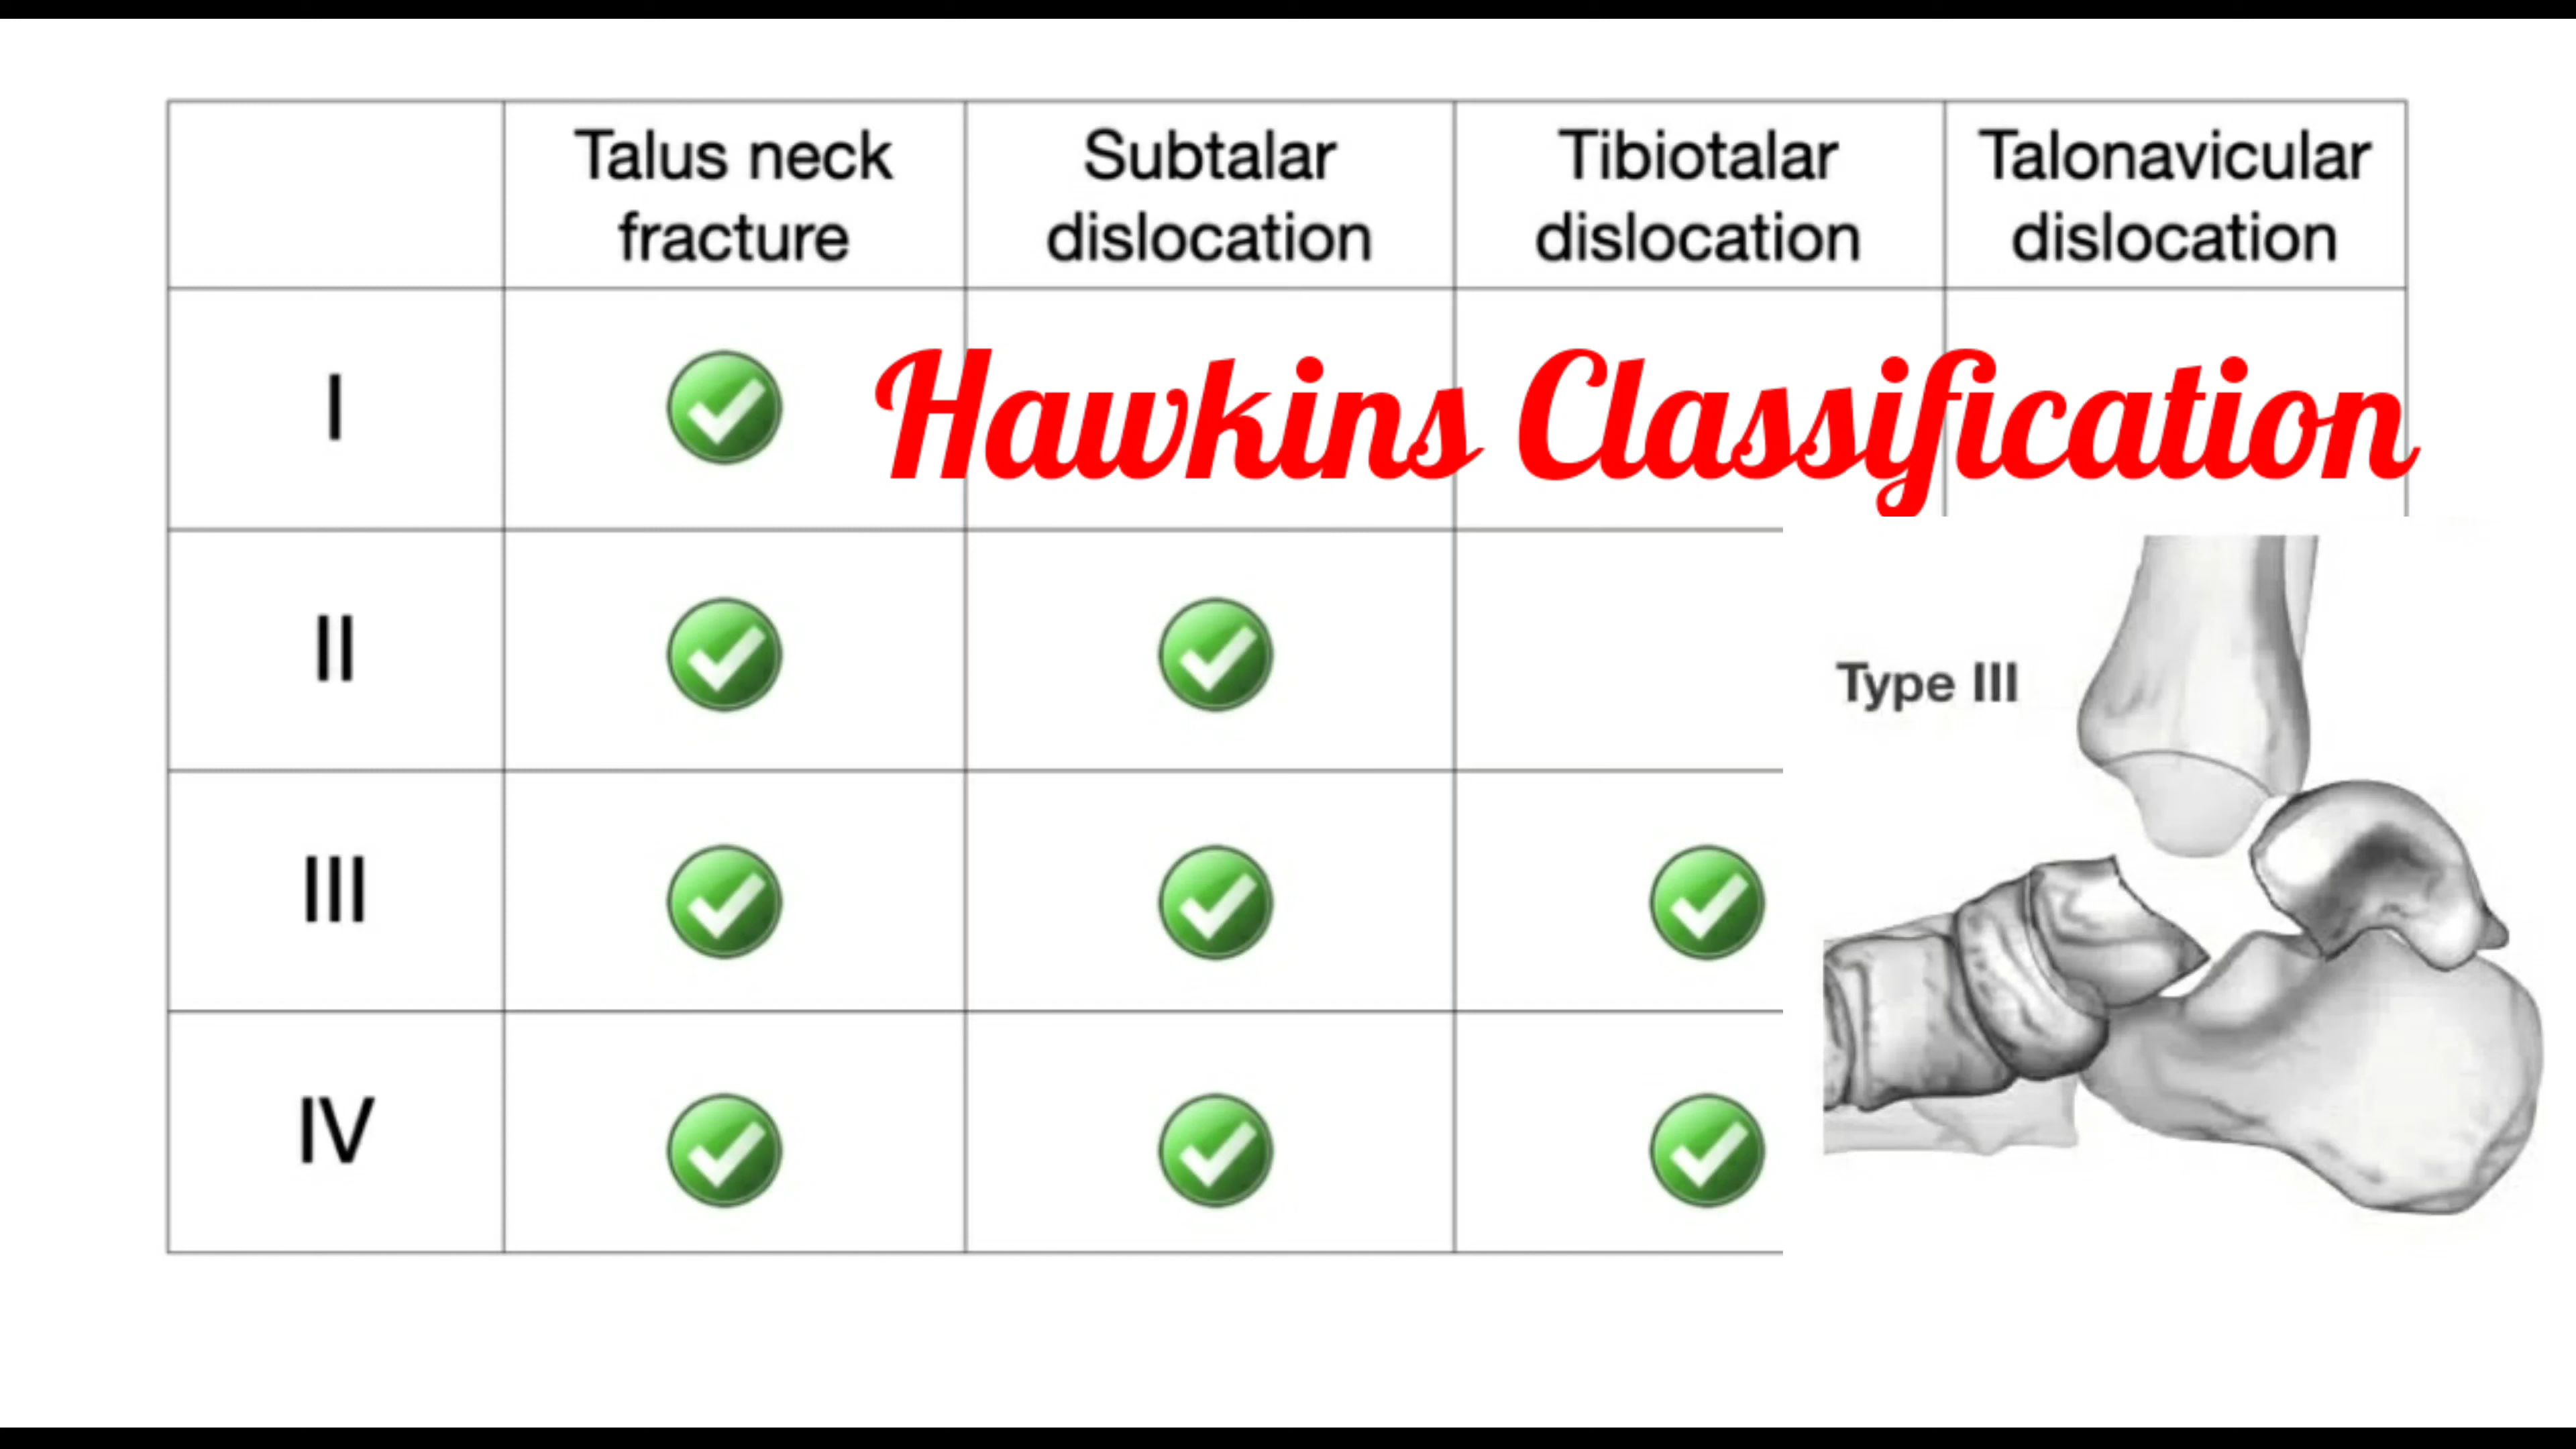 Talus neck fracture
Subtalar dislocation
Tibiotalar dislocation
Talonavicular dislocation
I
Hawkins Classification
II
Type III
III
IV